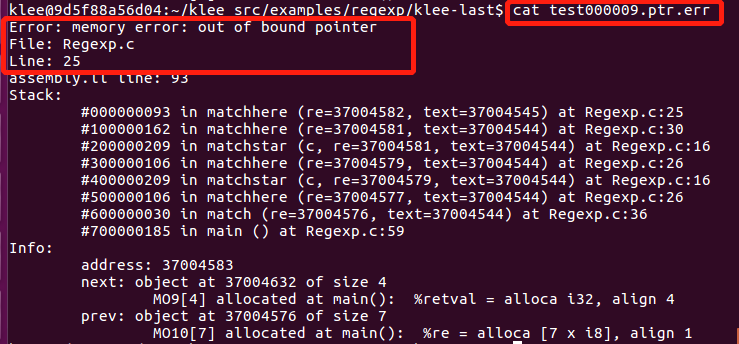 klee@9d5f88a56d04:~/klee_src/examples/regexp/klee-last$ cat test000009.ptr.err
Error: memory error: out of bound pointer
File: Regexp.c
Line: 25
assembly.ll line: 93
Stack:
#000000093 in matchhere (re=37004582, text=37004545) at Regexp.c:25
#100000162 in matchhere (re=37004581, text=37004544) at Regexp.c:30
#200000209 in matchstar (c, re=37004581, text=37004544) at Regexp.c:16
#300000106 in matchhere (re=37004579, text=37004544) at Regexp.c:26
#400000209 in matchstar (c, re=37004579, text=37004544) at Regexp.c:16
#500000106 in matchhere (re=37004577, text=37004544) at Regexp.c:26
#600000030 in match (re=37004576, text=37004544) at Regexp.c:36
#700000185 in main () at Regexp.c:59
Info:
address: 37004583
next: object at 37004632 of size 4
MO9[4] allocated at main():  %retval = alloca i32, align 4
prev: object at 37004576 of size 7
MO10[7] allocated at main():  %re = alloca [7 x i8], align 1